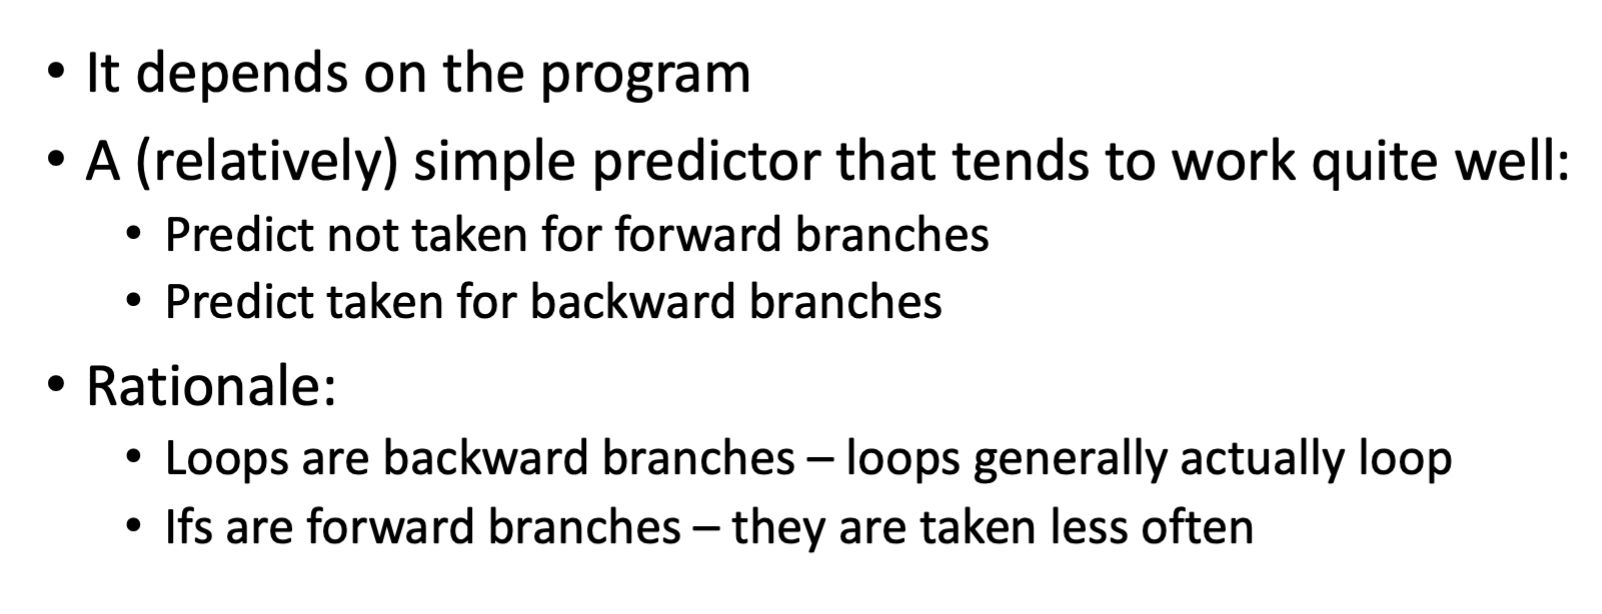 • It depends on the program
• A (relatively) simple predictor that tends to work quite well:
• Predict not taken for forward branches
• Predict taken for backward branches
• Rationale:
• Loops are backward branches – loops generally actually loop
• Ifs are forward branches – they are taken less often